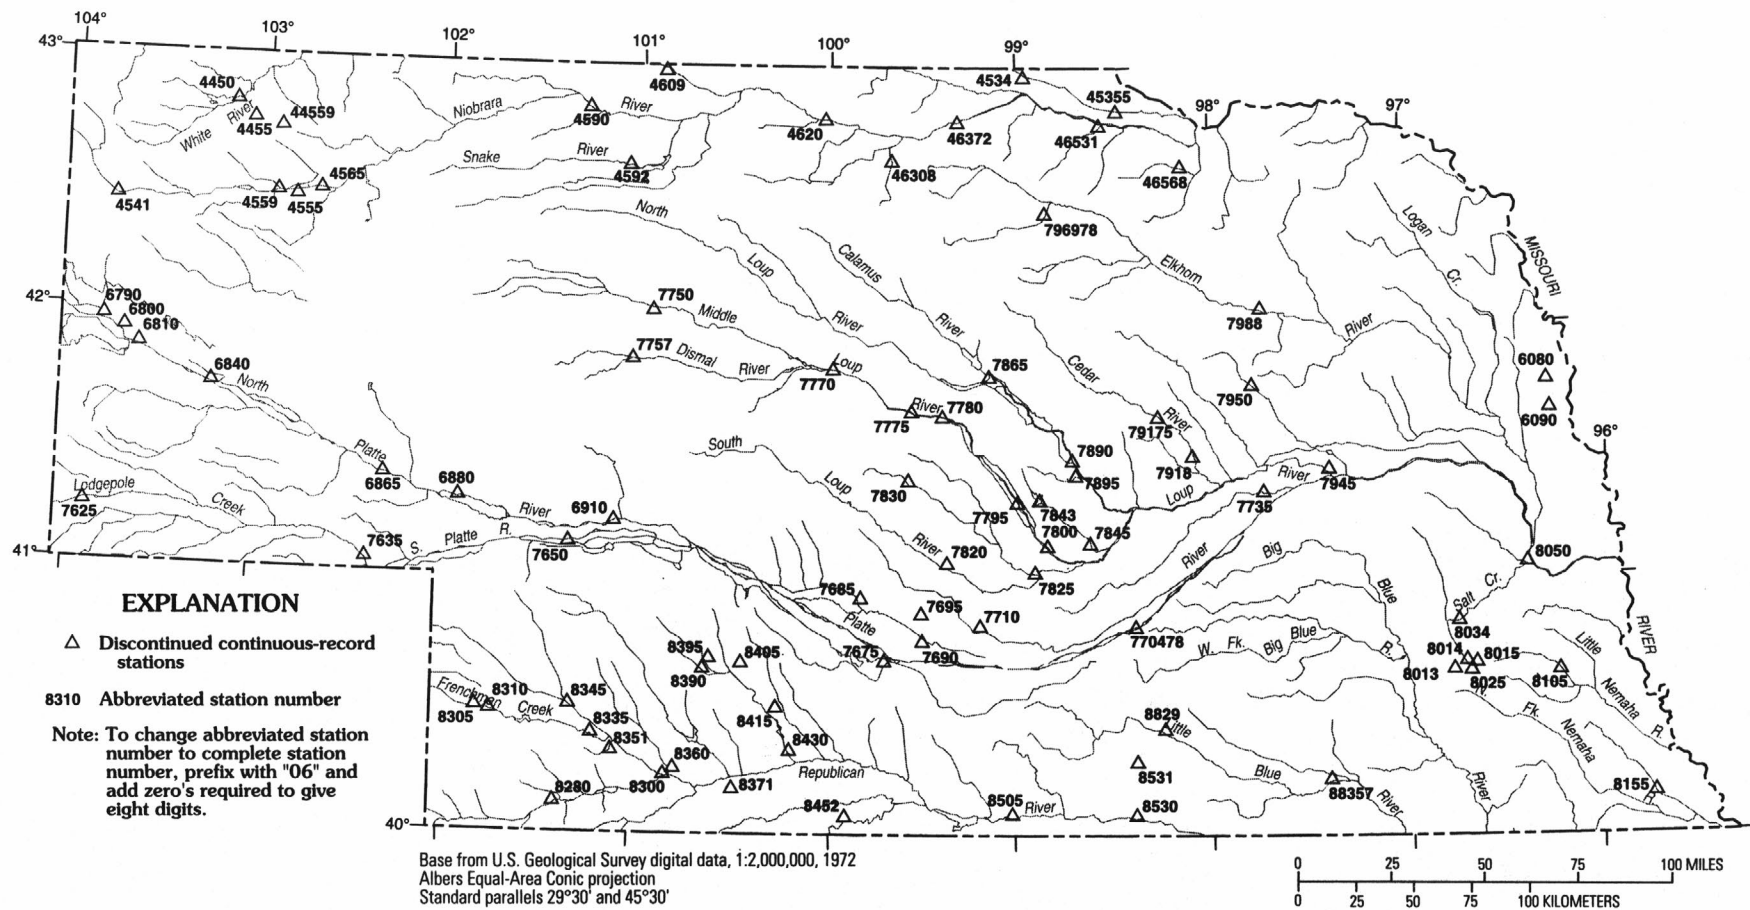 104°
103°
102°
101°
100°
99°
98°
97°
43°
4450
4455
44559
White River
Niobrara River
4590
4609
4620
46372
4534
45355
46531
46568
Snake River
4592
46308
4541
4559
4555
4565
North Loup River
Calamus River
796978
Elkhorn River
Logan Cr.
MISSOURI
42°
6790
6800
6810
6840
North Platte River
7750
Middle Loup River
7757
Dismal River
7770
7775
7780
7865
Cedar River
7988
7950
79175
7918
6080
6090
96°
Lodgepole Creek
7625
7635
6865
6880
6910
7650
S. Platte R.
South Loup River
7830
7890
7895
7795
7843
7800
7845
7820
7825
Loup River
7945
7735
41°
8050
Salt Cr.
7685
7695
7710
Platte River
7675
7690
770478
Big Blue River
W. Fk. Big Blue R.
8034
8014
8015
8013
8025
8105
Little Nemaha R.
RIVER
N. Fk. Nemaha R.
8155
8395
8390
8405
8415
8430
Frenchman Creek
8305
8310
8345
8335
8351
8360
8300
8280
8371
Republican River
8452
8505
8829
8531
8530
Little Blue River
88357
40°
EXPLANATION
Discontinued continuous-record
stations
8310 Abbreviated station number
Note: To change abbreviated station
number to complete station
number, prefix with "06" and
add zero's required to give
eight digits.
Base from U.S. Geological Survey digital data, 1:2,000,000, 1972
Albers Equal-Area Conic projection
Standard parallels 29°30' and 45°30'
0 25 50 75 100 MILES
0 25 50 75 100 KILOMETERS